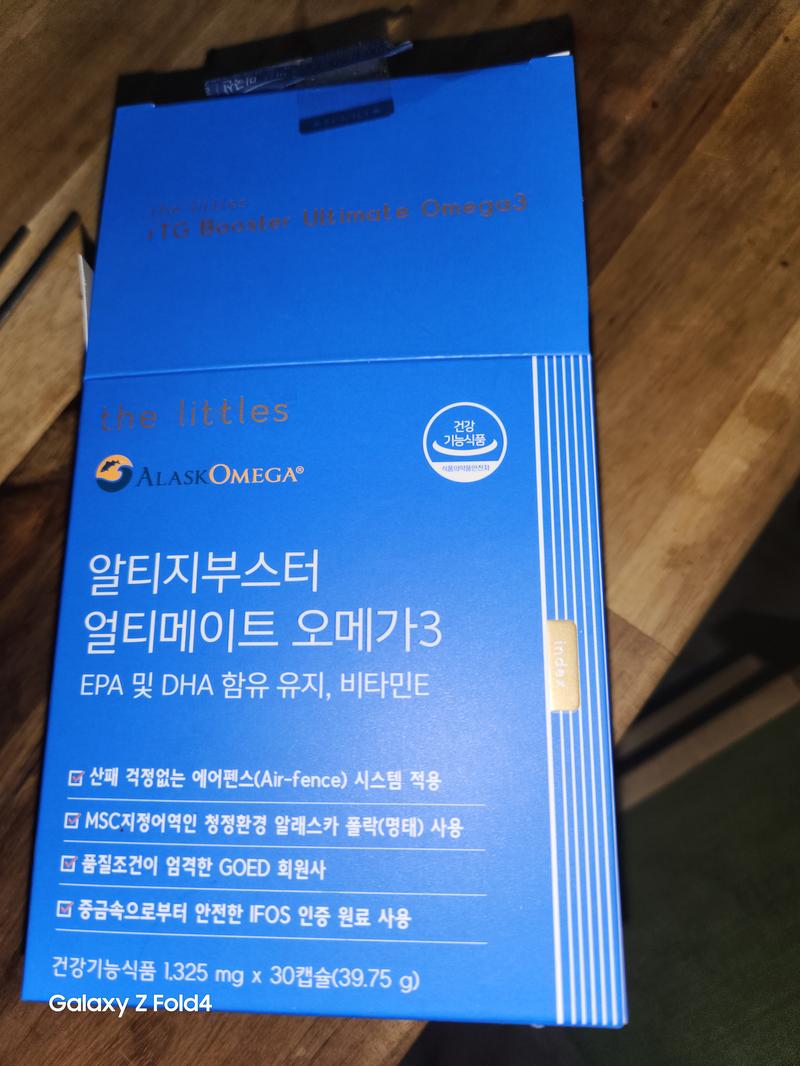 the littles
rTG Booster Ultimate Omega3
the littles
ALASKOMEGA®
건강
기능식품
식품의약품안전처
알티지부스터
얼티메이트 오메가3
EPA 및 DHA 함유 유지, 비타민E
index
산패 걱정없는 에어펜스(Air-fence) 시스템 적용
MSC지정어역인 청정환경 알래스카 폴락(명태) 사용
품질조건이 엄격한 GOED 회원사
중금속으로부터 안전한 IFOS 인증 원료 사용
건강기능식품 1,325 mg x 30캡슐(39.75 g)
Galaxy Z Fold4